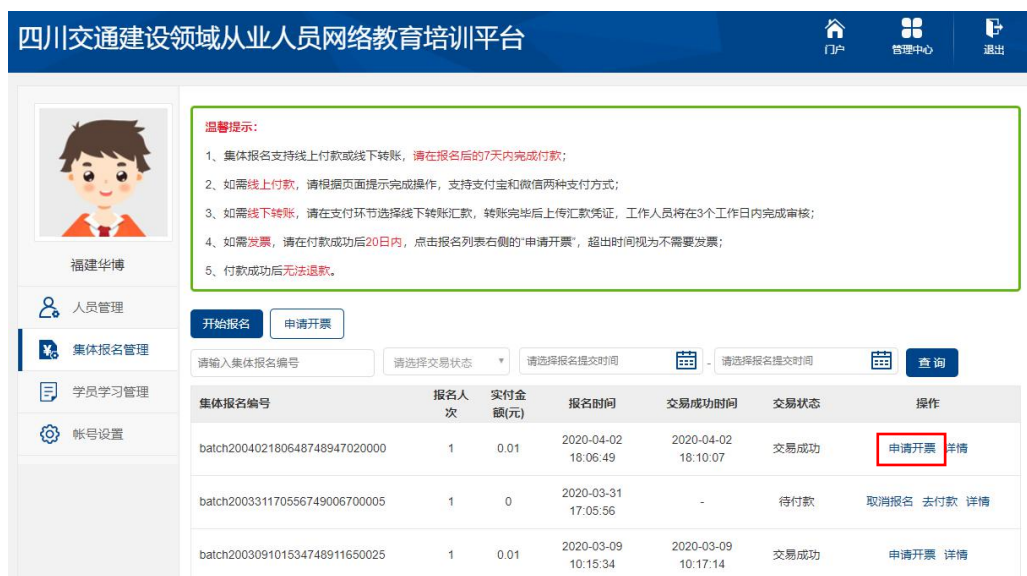 四川交通建设领域从业人员网络教育培训平台
门户
管理中心
退出
温馨提示：
1、集体报名支持线上付款或线下转账，请在报名后的7天内完成付款；
2、如需线上付款，请根据页面提示完成操作，支持支付宝和微信两种支付方式；
3、如需线下转账，请在支付环节选择线下转账汇款，转账完毕后上传汇款凭证，工作人员将在3个工作日内完成审核；
4、如需发票，请在付款成功后20日内，点击报名列表右侧的“申请开票”，超出时间视为不需要发票；
5、付款成功后无法退款。
福建华博
人员管理
集体报名管理
学员学习管理
帐号设置
开始报名 申请开票
请输入集体报名编号 请选择交易状态 请选择报名提交时间 - 请选择报名提交时间 查询
集体报名编号 报名人次 实付金额(元) 报名时间 交易成功时间 交易状态 操作
batch200402180648748947020000 1 0.01 2020-04-02 18:06:49 2020-04-02 18:10:07 交易成功 申请开票 详情
batch200331170556749006700005 1 0 2020-03-31 17:05:56 - 待付款 取消报名 去付款 详情
batch200309101534748911650025 1 0.01 2020-03-09 10:15:34 2020-03-09 10:17:14 交易成功 申请开票 详情